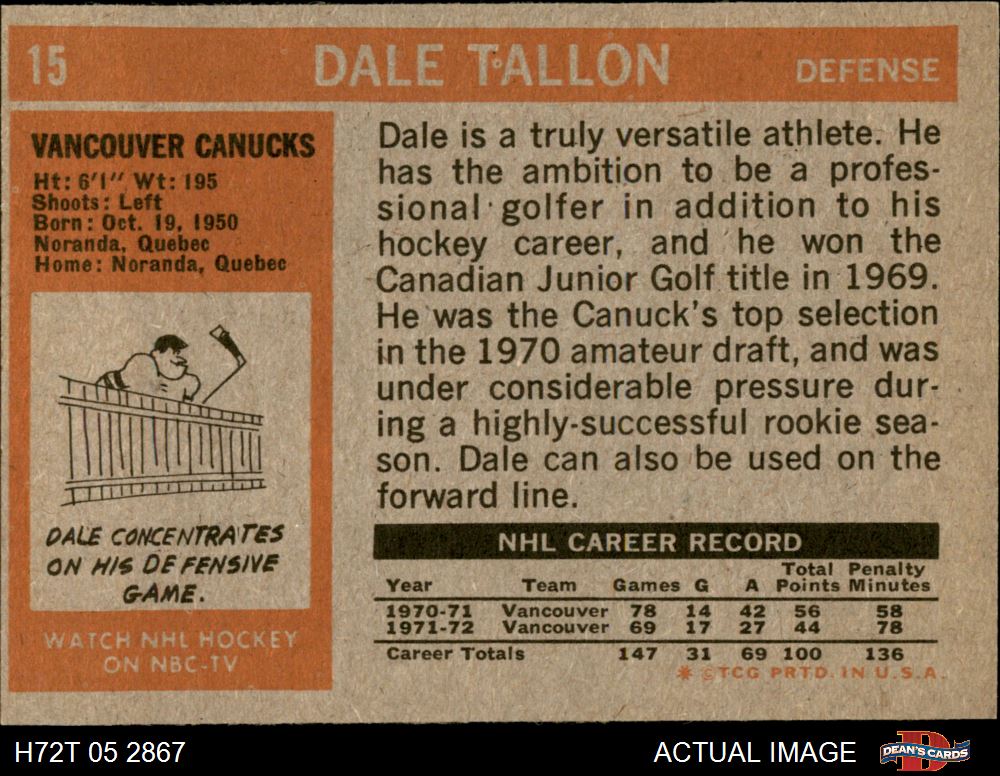 15 DALE TALLON DEFENSE
VANCOUVER CANUCKS
Ht: 6'1" Wt: 195
Shoots: Left
Born: Oct. 19, 1950
Noranda, Quebec
Home: Noranda, Quebec
DALE CONCENTRATES
ON HIS DEFENSIVE
GAME.
WATCH NHL HOCKEY
ON NBC-TV
Dale is a truly versatile athlete. He
has the ambition to be a profes-
sional golfer in addition to his
hockey career, and he won the
Canadian Junior Golf title in 1969.
He was the Canuck's top selection
in the 1970 amateur draft, and was
under considerable pressure dur-
ing a highly-successful rookie sea-
son. Dale can also be used on the
forward line.
NHL CAREER RECORD
Total Penalty
Year Team Games G A Points Minutes
1970-71 Vancouver 78 14 42 56 58
1971-72 Vancouver 69 17 27 44 78
Career Totals 147 31 69 100 136
* ©TCG PRTD. IN U.S.A.
H72T 05 2867 ACTUAL IMAGE DEAN'S CARDS